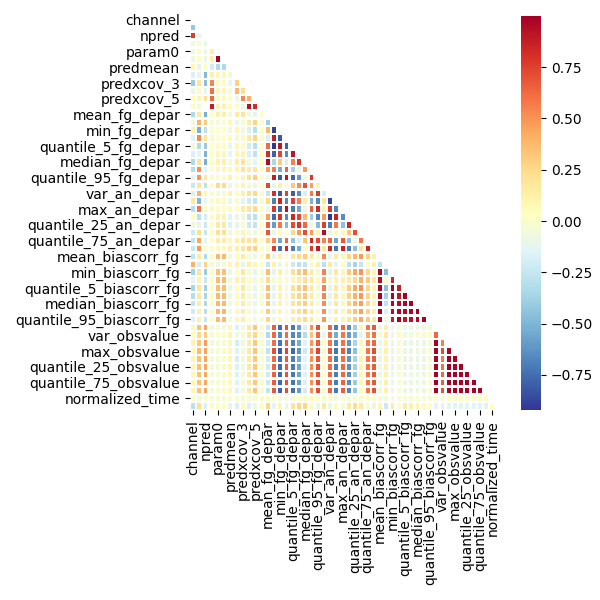 channel
npred
param0
predmean
predxcov_3
predxcov_5
mean_fg_depar
min_fg_depar
quantile_5_fg_depar
median_fg_depar
quantile_95_fg_depar
var_an_depar
max_an_depar
quantile_25_an_depar
quantile_75_an_depar
mean_biascorr_fg
min_biascorr_fg
quantile_5_biascorr_fg
median_biascorr_fg
quantile_95_biascorr_fg
var_obsvalue
max_obsvalue
quantile_25_obsvalue
quantile_75_obsvalue
normalized_time
channel
npred
param0
predmean
predxcov_3
predxcov_5
mean_fg_depar
min_fg_depar
quantile_5_fg_depar
median_fg_depar
quantile_95_fg_depar
var_an_depar
max_an_depar
quantile_25_an_depar
quantile_75_an_depar
mean_biascorr_fg
min_biascorr_fg
quantile_5_biascorr_fg
median_biascorr_fg
quantile_95_biascorr_fg
var_obsvalue
max_obsvalue
quantile_25_obsvalue
quantile_75_obsvalue
normalized_time
0.75
0.50
0.25
0.00
−0.25
−0.50
−0.75